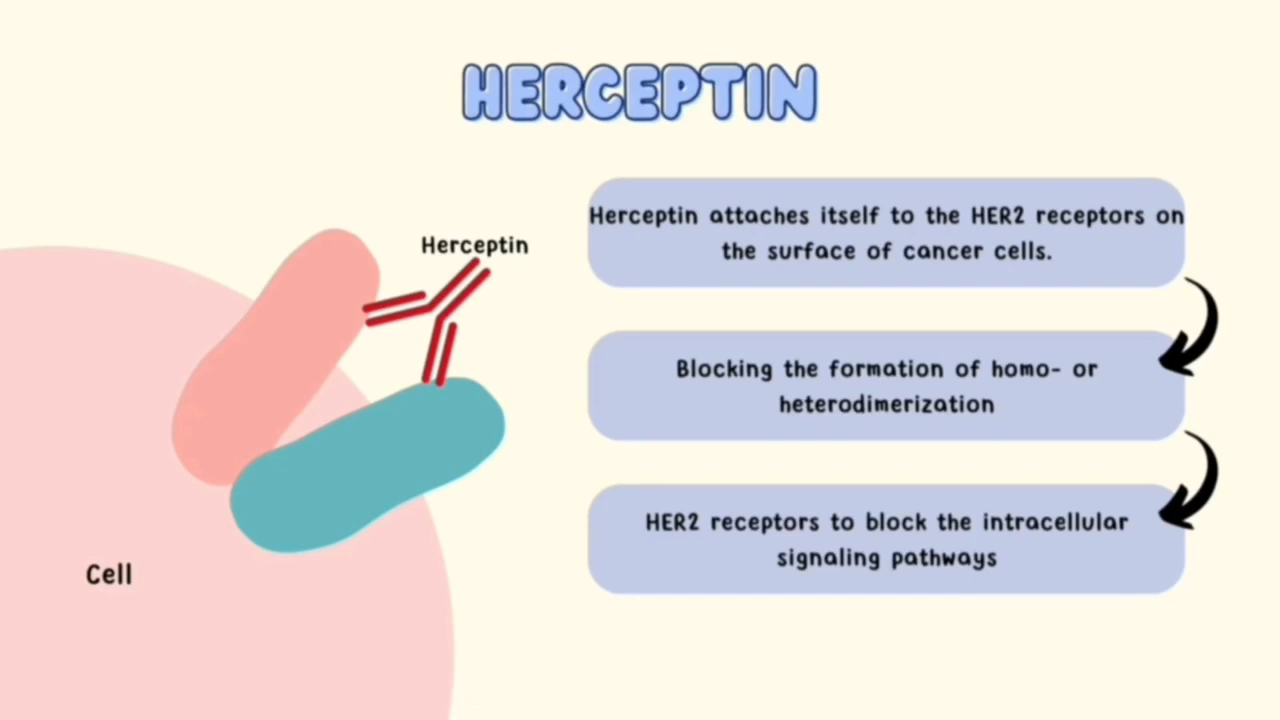 HERCEPTIN
Herceptin
Cell
Herceptin attaches itself to the HER2 receptors on
the surface of cancer cells.
Blocking the formation of homo- or
heterodimerization
HER2 receptors to block the intracellular
signaling pathways